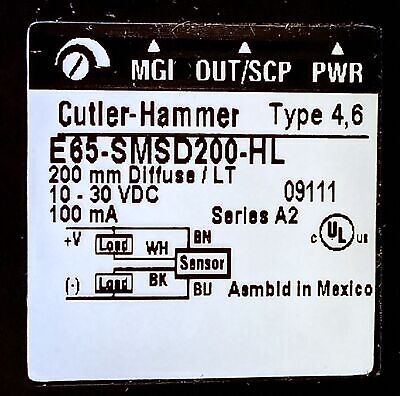 MGI OUT/SCP PWR
Cutler-Hammer Type 4,6
E65-SMSD200-HL
200 mm Diffuse / LT
10 - 30 VDC 09111
100 mA Series A2
+V Load WH BN
Sensor C UL US
(-) Load BK BU Asmbld in Mexico